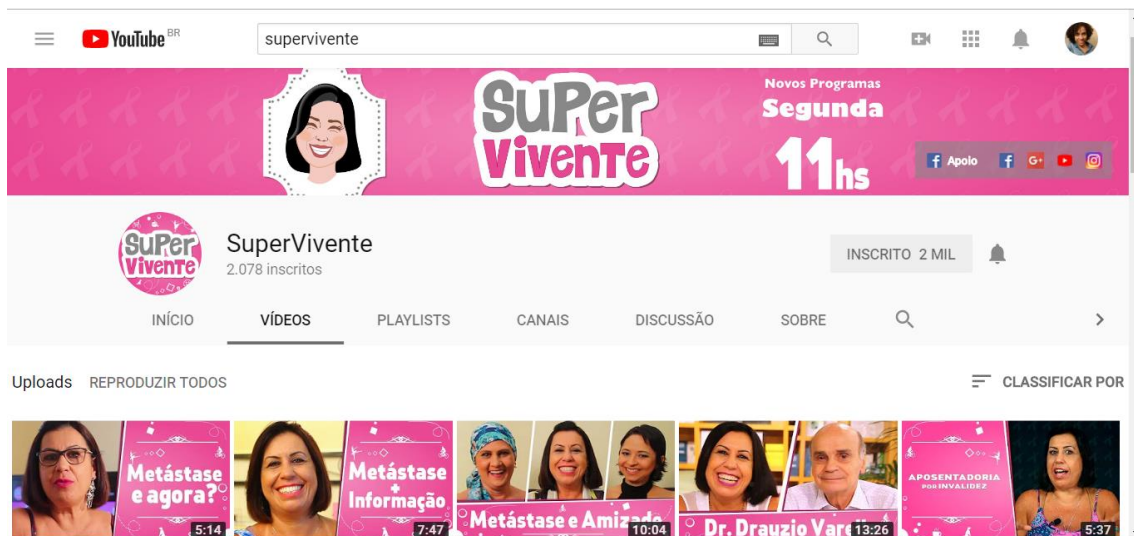 YouTube BR
supervivente
SuPer
VivenTe
Novos Programas
Segunda
11hs
Apoio
SuPer
VivenTe
SuperVivente
2.078 inscritos
INSCRITO 2 MIL
INÍCIO VÍDEOS PLAYLISTS CANAIS DISCUSSÃO SOBRE
Uploads REPRODUZIR TODOS
CLASSIFICAR POR
Metástase
e agora?
5:14
Metástase
+
Informação
7:47
Metástase e Amizade
10:04
Dr. Drauzio
13:26
APOSENTADORIA
POR INVALIDEZ
5:37